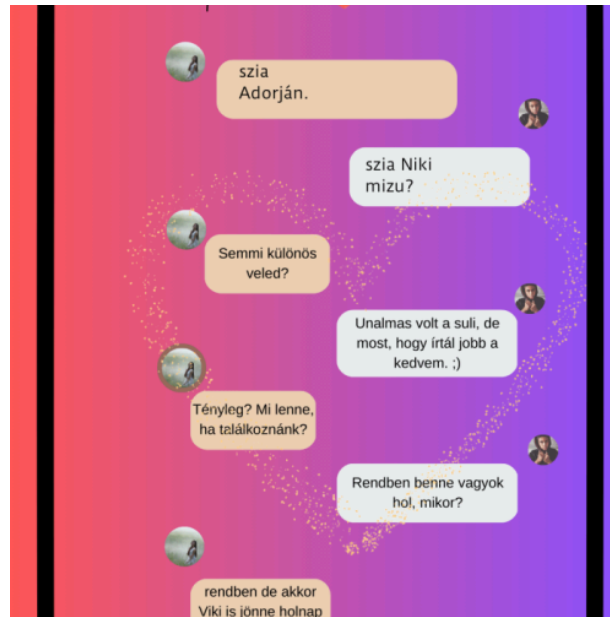 szia
Adorján.
szia Niki
mizu?
Semmi különös
veled?
Unalmas volt a suli, de
most, hogy írtál jobb a
kedvem. ;)
Tényleg? Mi lenne,
ha találkoznánk?
Rendben benne vagyok
hol, mikor?
rendben de akkor
Viki is jönne holnap